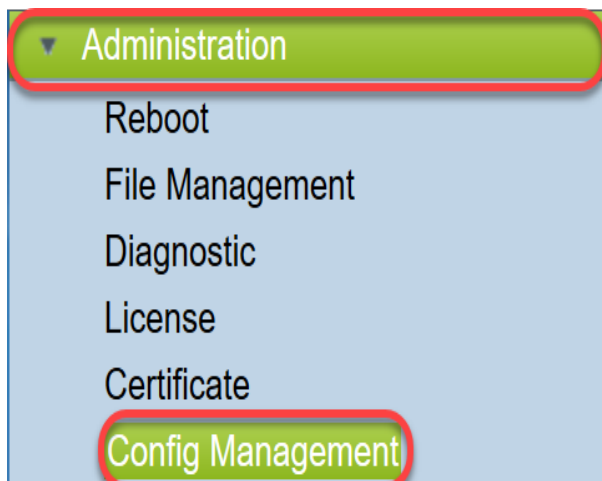 Administration
Reboot
File Management
Diagnostic
License
Certificate
Config Management